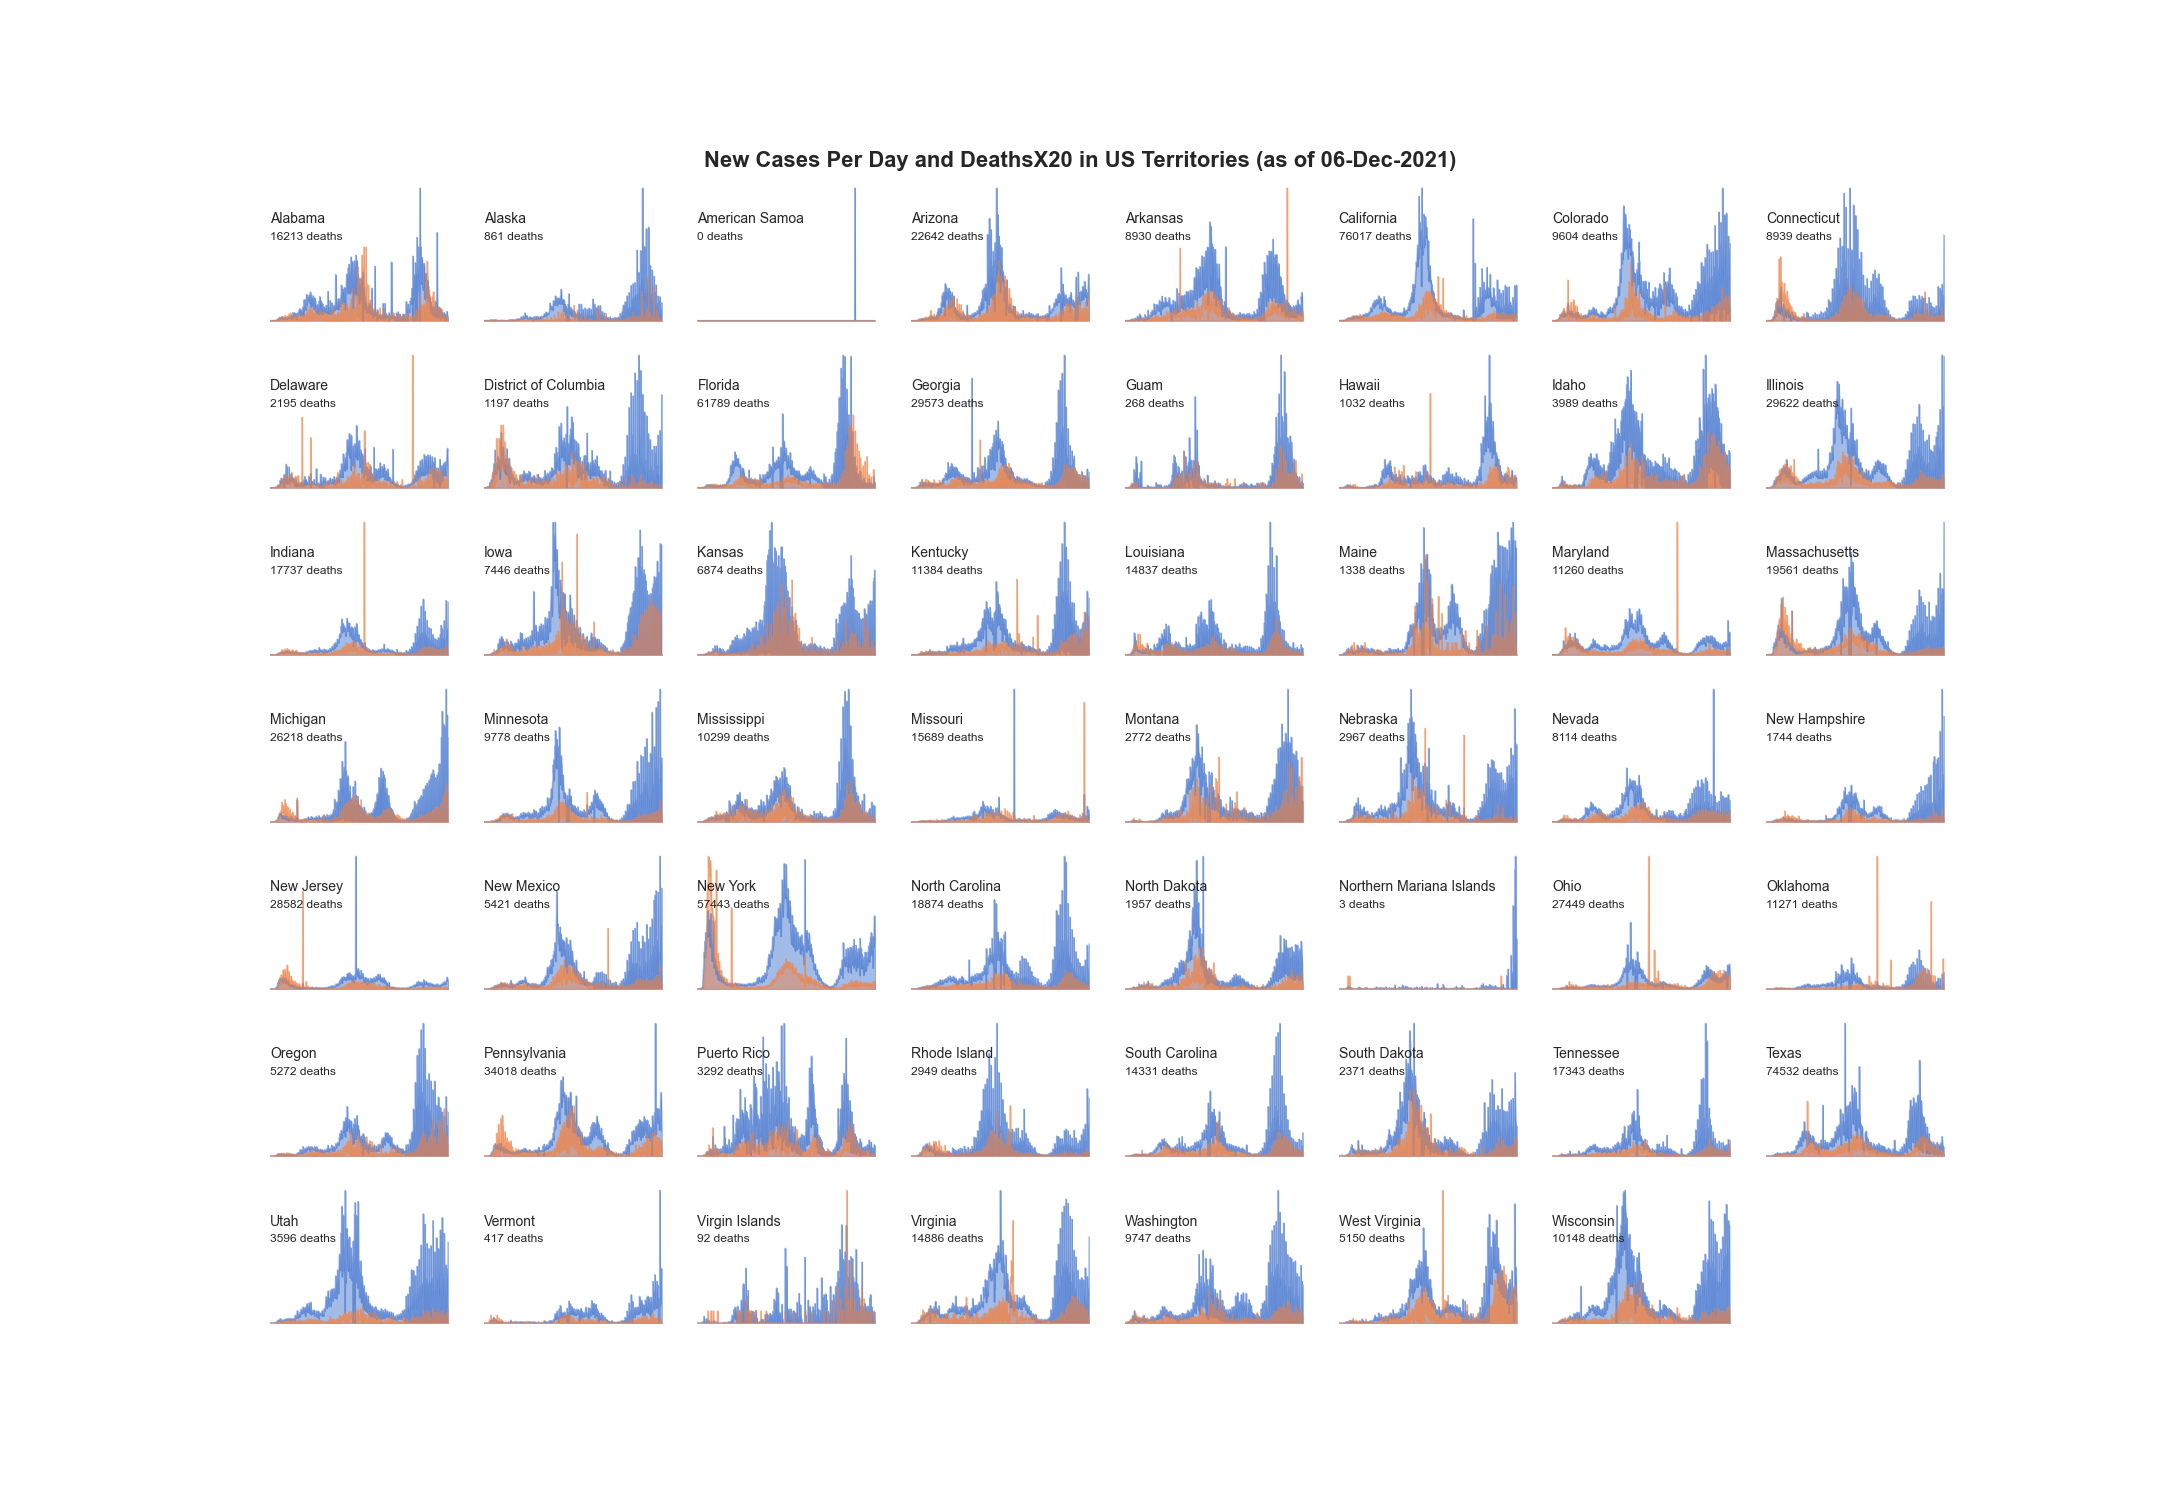 New Cases Per Day and DeathsX20 in US Territories (as of 06-Dec-2021)
Alabama
16213 deaths
Alaska
861 deaths
American Samoa
0 deaths
Arizona
22642 deaths
Arkansas
8930 deaths
California
76017 deaths
Colorado
9604 deaths
Connecticut
8939 deaths
Delaware
2195 deaths
District of Columbia
1197 deaths
Florida
61789 deaths
Georgia
29573 deaths
Guam
268 deaths
Hawaii
1032 deaths
Idaho
3989 deaths
Illinois
29622 deaths
Indiana
17737 deaths
Iowa
7446 deaths
Kansas
6874 deaths
Kentucky
11384 deaths
Louisiana
14837 deaths
Maine
1338 deaths
Maryland
11260 deaths
Massachusetts
19561 deaths
Michigan
26218 deaths
Minnesota
9778 deaths
Mississippi
10299 deaths
Missouri
15689 deaths
Montana
2772 deaths
Nebraska
2967 deaths
Nevada
8114 deaths
New Hampshire
1744 deaths
New Jersey
28582 deaths
New Mexico
5421 deaths
New York
57443 deaths
North Carolina
18874 deaths
North Dakota
1957 deaths
Northern Mariana Islands
3 deaths
Ohio
27449 deaths
Oklahoma
11271 deaths
Oregon
5272 deaths
Pennsylvania
34018 deaths
Puerto Rico
3292 deaths
Rhode Island
2949 deaths
South Carolina
14331 deaths
South Dakota
2371 deaths
Tennessee
17343 deaths
Texas
74532 deaths
Utah
3596 deaths
Vermont
417 deaths
Virgin Islands
92 deaths
Virginia
14886 deaths
Washington
9747 deaths
West Virginia
5150 deaths
Wisconsin
10148 deaths